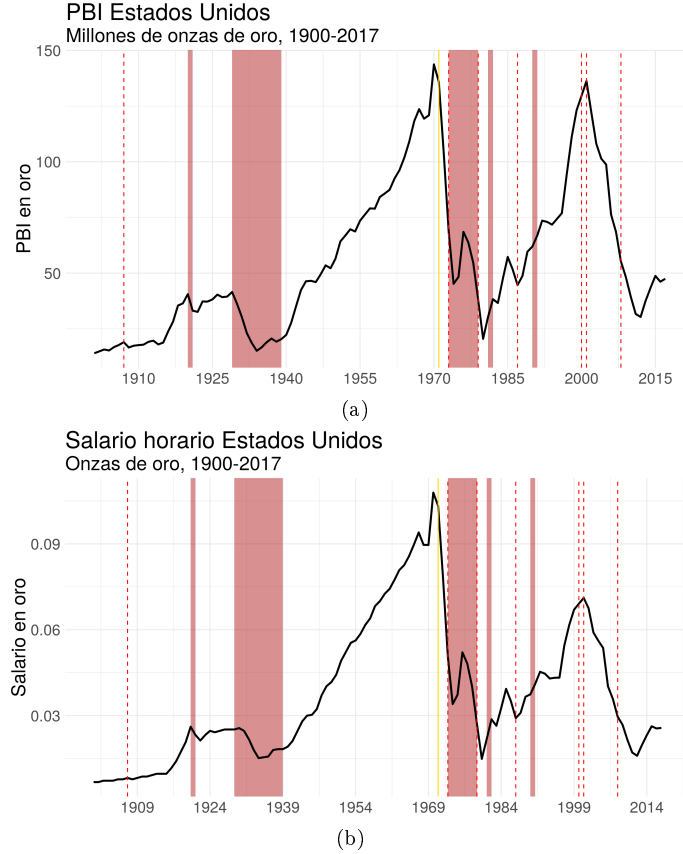 PBI Estados Unidos
Millones de onzas de oro, 1900-2017
150
100
50
PBI en oro
1910 1925 1940 1955 1970 1985 2000 2015
(a)
Salario horario Estados Unidos
Onzas de oro, 1900-2017
0.09
0.06
0.03
Salario en oro
1909 1924 1939 1954 1969 1984 1999 2014
(b)